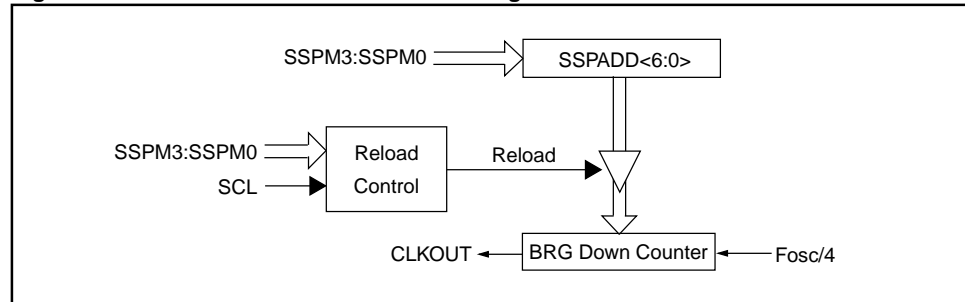 SSPM3:SSPM0
SSPADD<6:0>
SSPM3:SSPM0
SCL
Reload
Control
Reload
CLKOUT
BRG Down Counter
Fosc/4